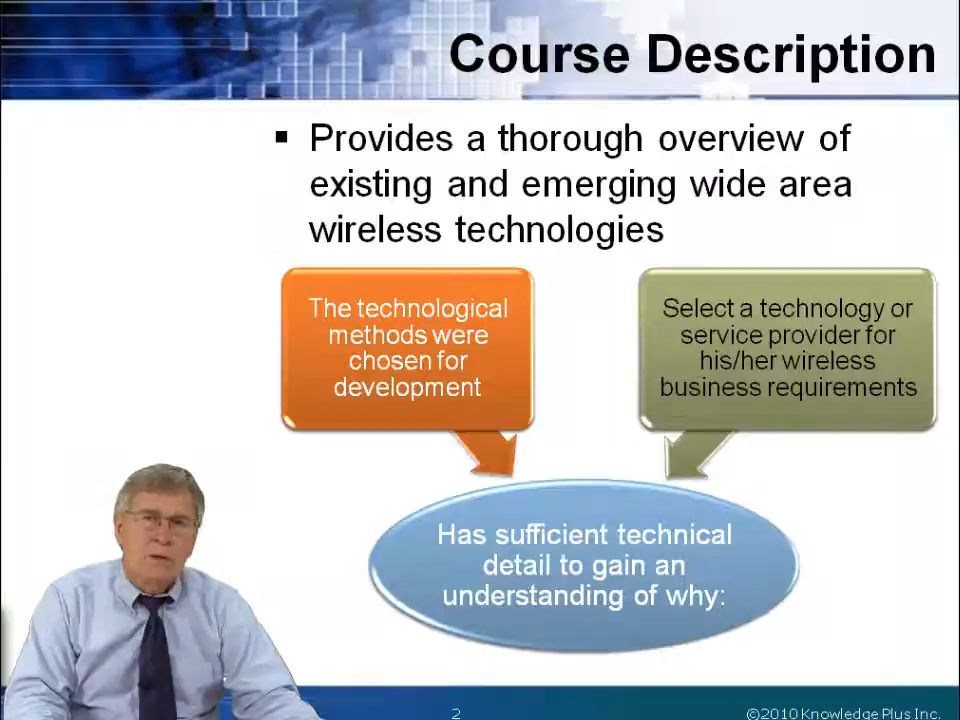 Course Description
▪ Provides a thorough overview of
existing and emerging wide area
wireless technologies
The technological
methods were
chosen for
development
Select a technology or
service provider for
his/her wireless
business requirements
Has sufficient technical
detail to gain an
understanding of why:
2
©2010 Knowledge Plus Inc.